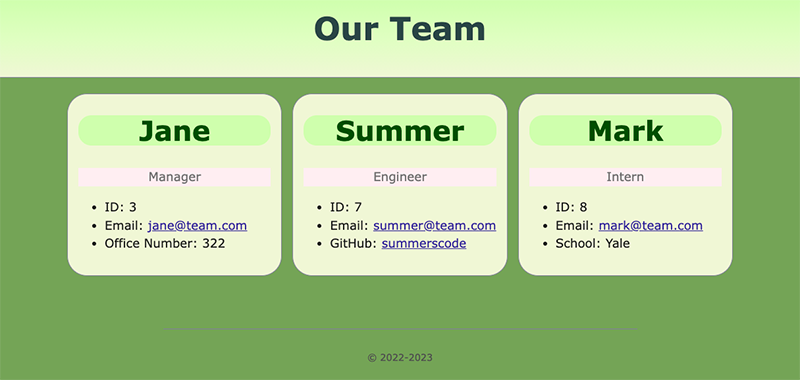 Our Team
Jane
Manager
• ID: 3
• Email: jane@team.com
• Office Number: 322
Summer
Engineer
• ID: 7
• Email: summer@team.com
• GitHub: summerscode
Mark
Intern
• ID: 8
• Email: mark@team.com
• School: Yale
© 2022-2023